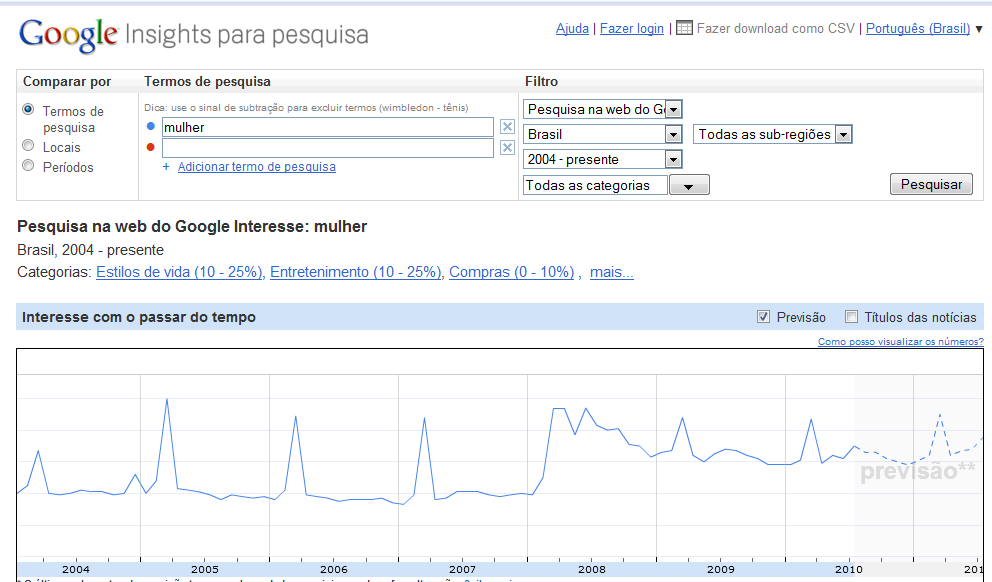 Google Insights para pesquisa
Ajuda | Fazer login | Fazer download como CSV | Português (Brasil) ▼
Comparar por
Termos de pesquisa
Filtro
Termos de
pesquisa
Locais
Períodos
Dica: use o sinal de subtração para excluir termos (wimbledon - tênis)
mulher
+ Adicionar termo de pesquisa
Pesquisa na web do G
Brasil
Todas as sub-regiões
2004 - presente
Todas as categorias
Pesquisar
Pesquisa na web do Google Interesse: mulher
Brasil, 2004 - presente
Categorias: Estilos de vida (10 - 25%), Entretenimento (10 - 25%), Compras (0 - 10%) , mais...
Interesse com o passar do tempo
Previsão
Títulos das notícias
Como posso visualizar os números?
previsão**
2004 2005 2006 2007 2008 2009 2010